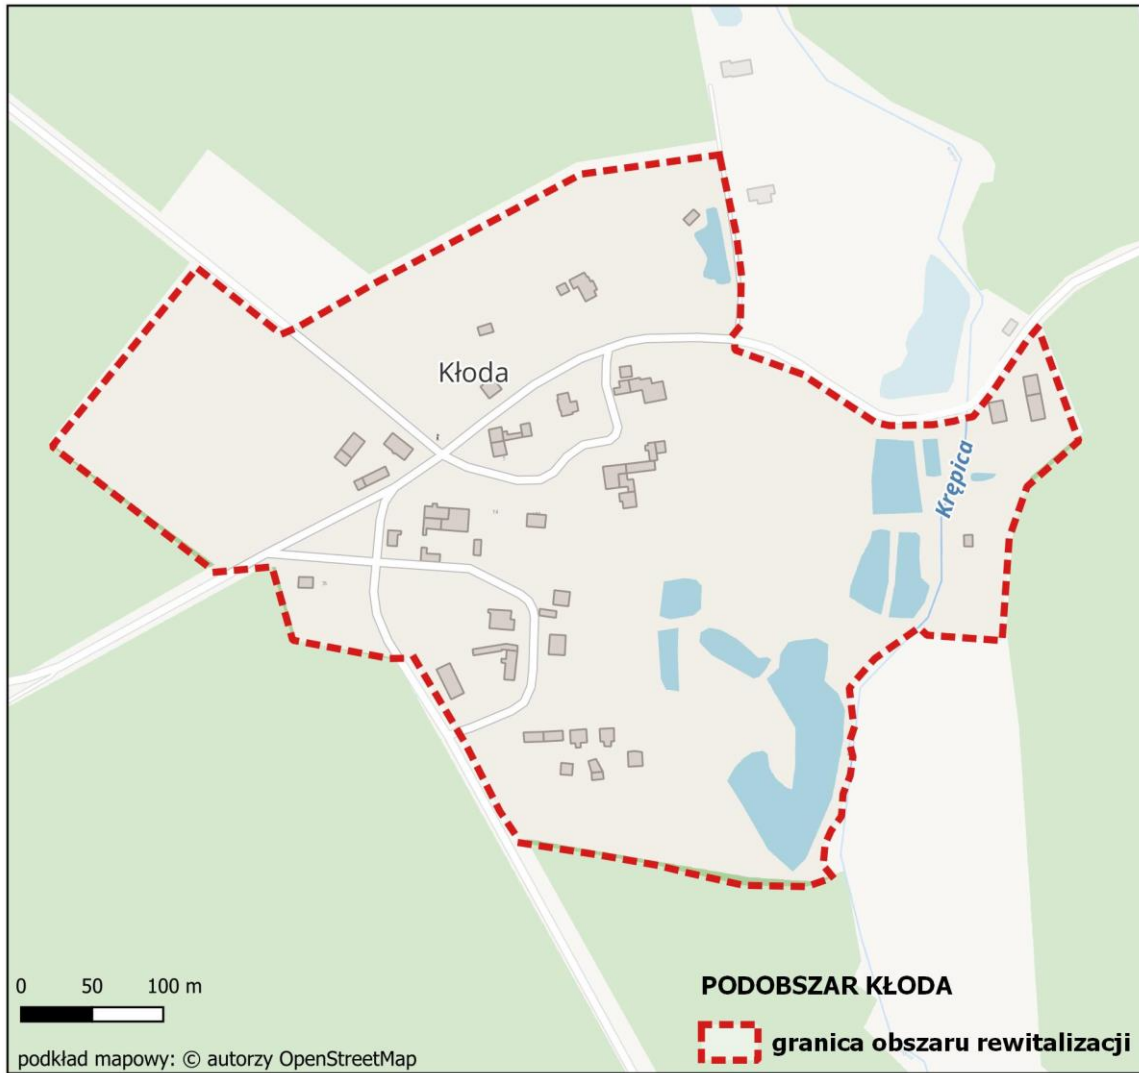 Kłoda
Krępica
0 50 100 m
podkład mapowy: © autorzy OpenStreetMap
PODOBSZAR KŁODA
granica obszaru rewitalizacji